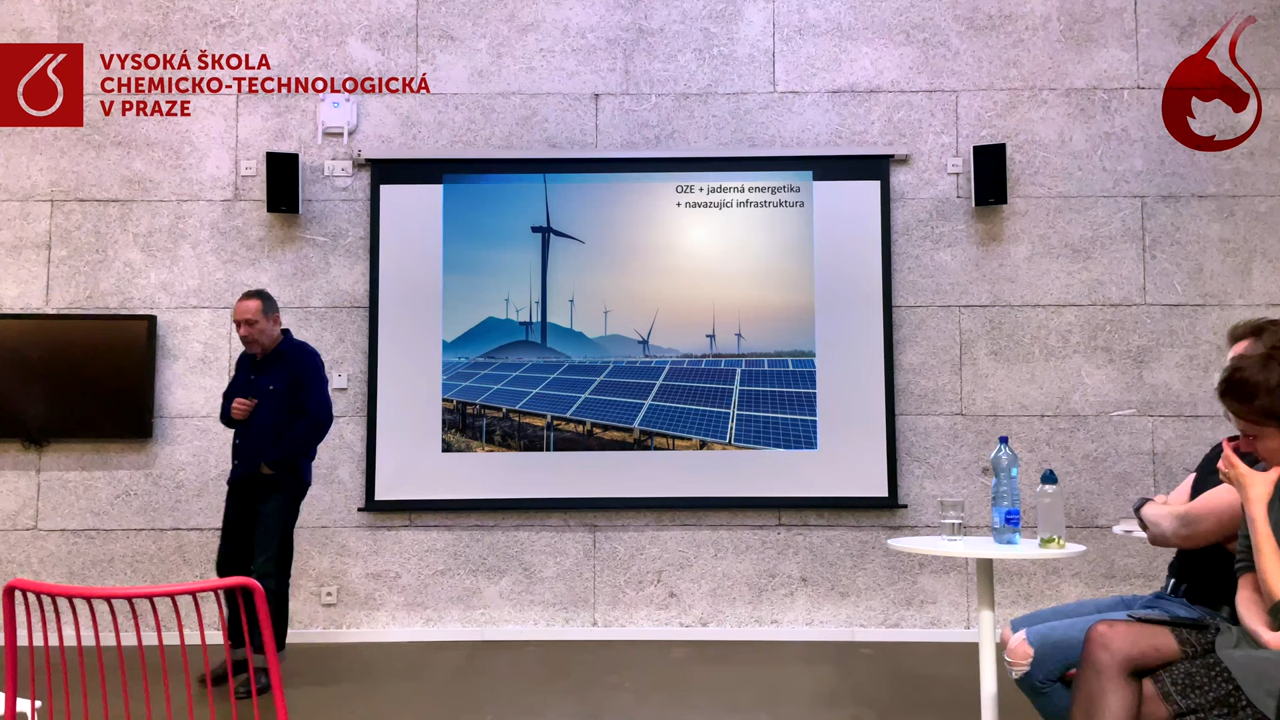 VYSOKÁ ŠKOLA
CHEMICKO-TECHNOLOGICKÁ
V PRAZE
OZE + jaderná energetika
+ navazující infrastruktura